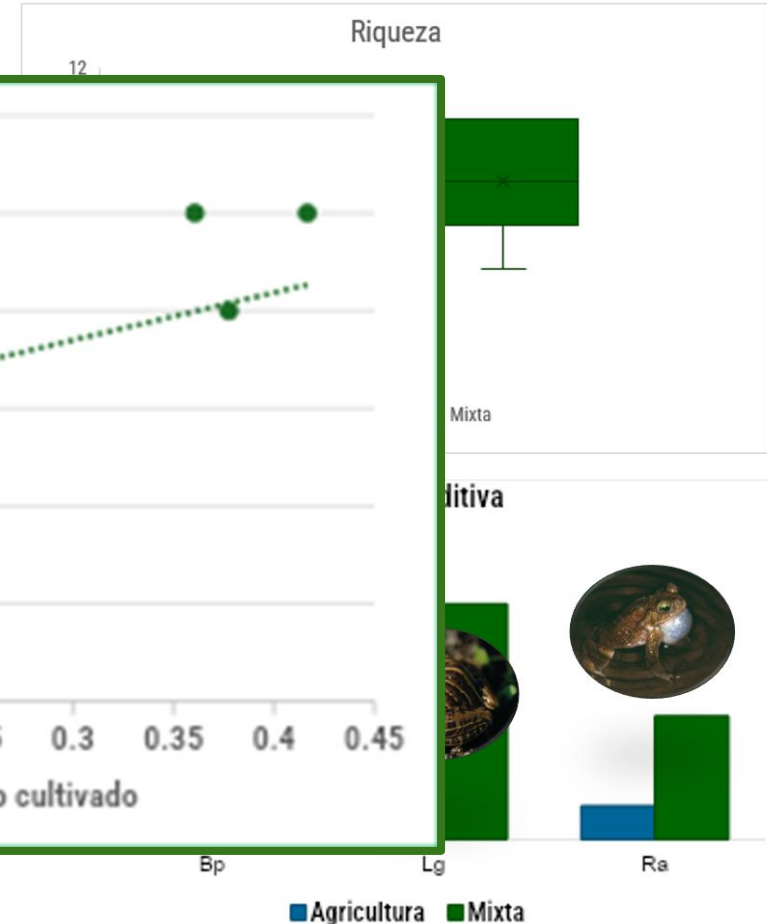 Riqueza
12
Mixta
ditiva
0.3 0.35 0.4 0.45
o cultivado
Bp Lg Ra
Agricultura Mixta